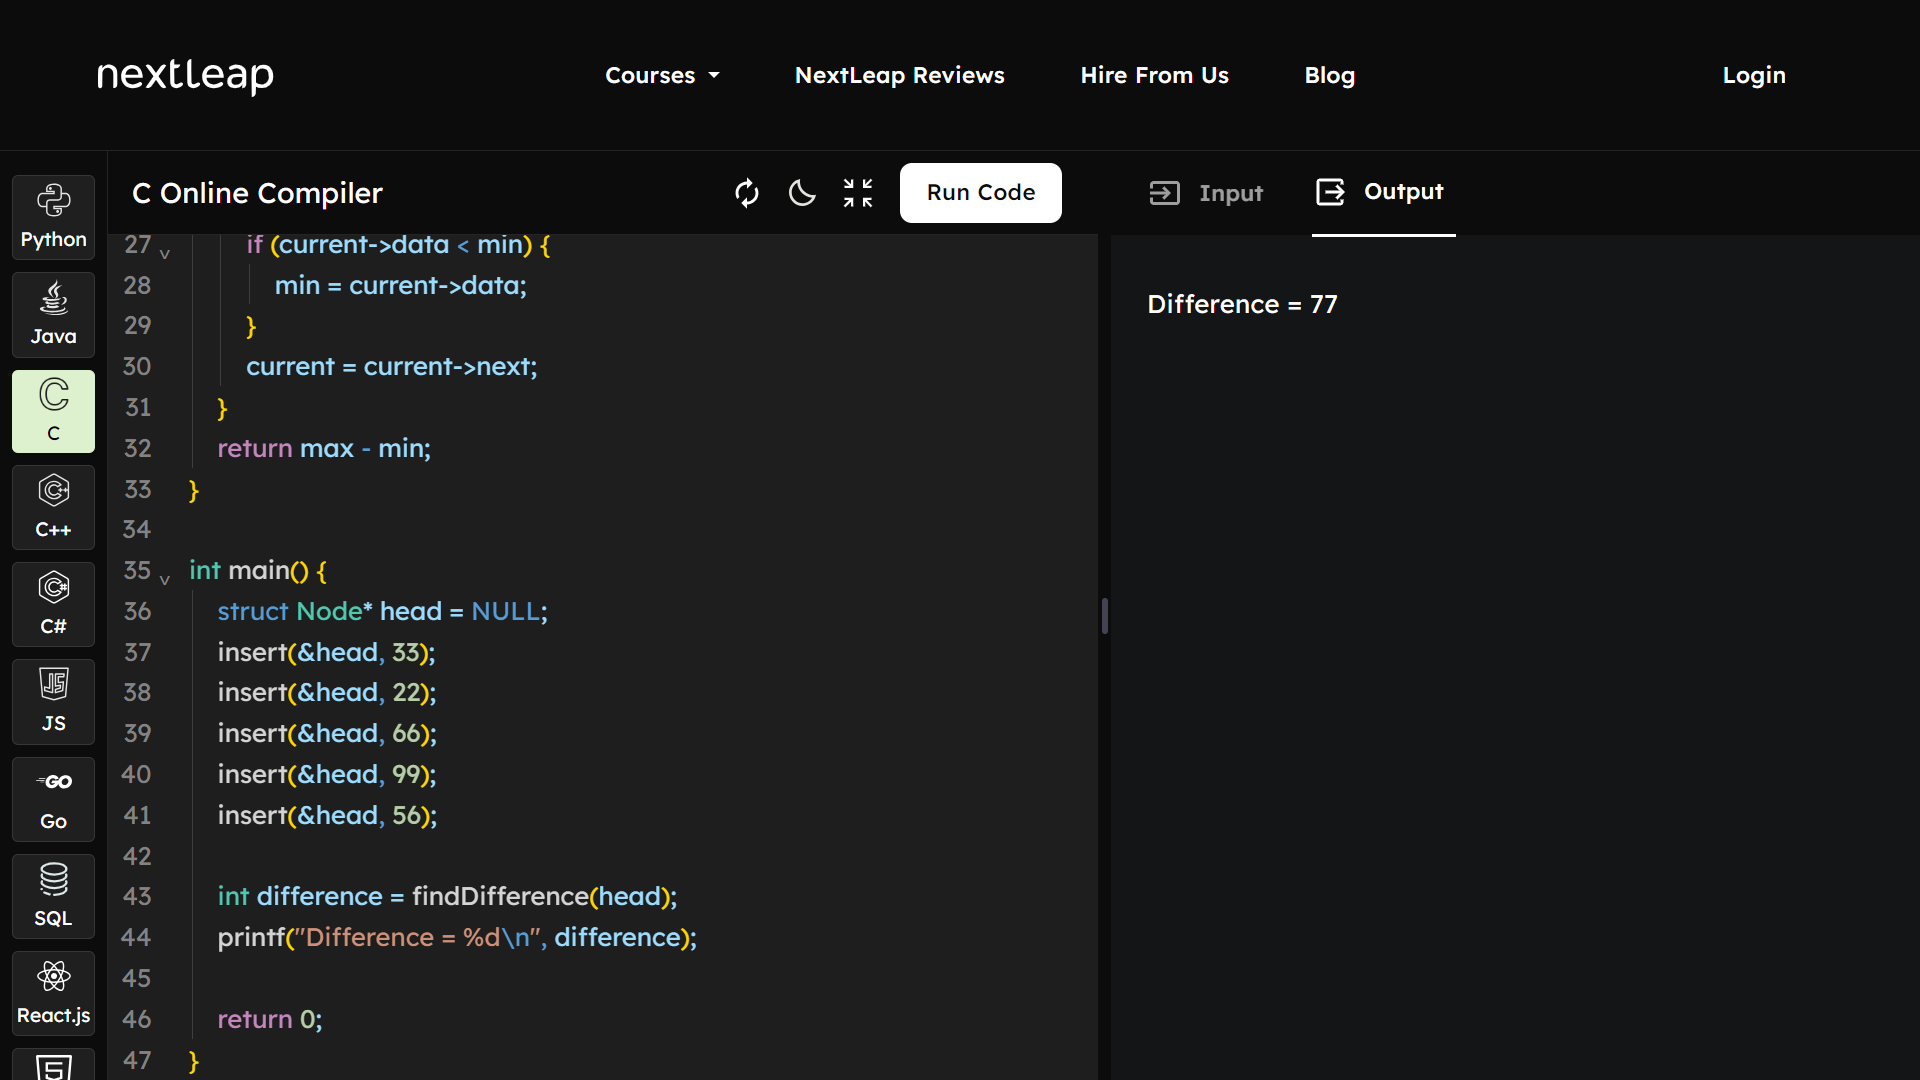 nextleap
Courses
NextLeap Reviews
Hire From Us
Blog
Login
Python
Java
C
C
C++
C#
JS
Go
SQL
React.js
C Online Compiler
Run Code
27 if (current->data < min) {
28 min = current->data;
29 }
30 current = current->next;
31 }
32 return max - min;
33 }
34
35 int main() {
36 struct Node* head = NULL;
37 insert(&head, 33);
38 insert(&head, 22);
39 insert(&head, 66);
40 insert(&head, 99);
41 insert(&head, 56);
42
43 int difference = findDifference(head);
44 printf("Difference = %d\n", difference);
45
46 return 0;
47 }
Input
Output
Difference = 77